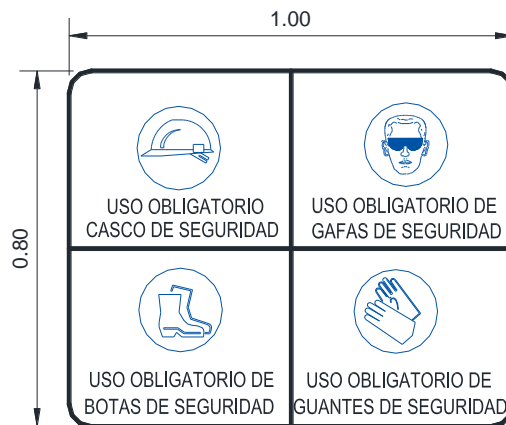 1.00
0.80
USO OBLIGATORIO
CASCO DE SEGURIDAD
USO OBLIGATORIO DE
GAFAS DE SEGURIDAD
USO OBLIGATORIO DE
BOTAS DE SEGURIDAD
USO OBLIGATORIO DE
GUANTES DE SEGURIDAD